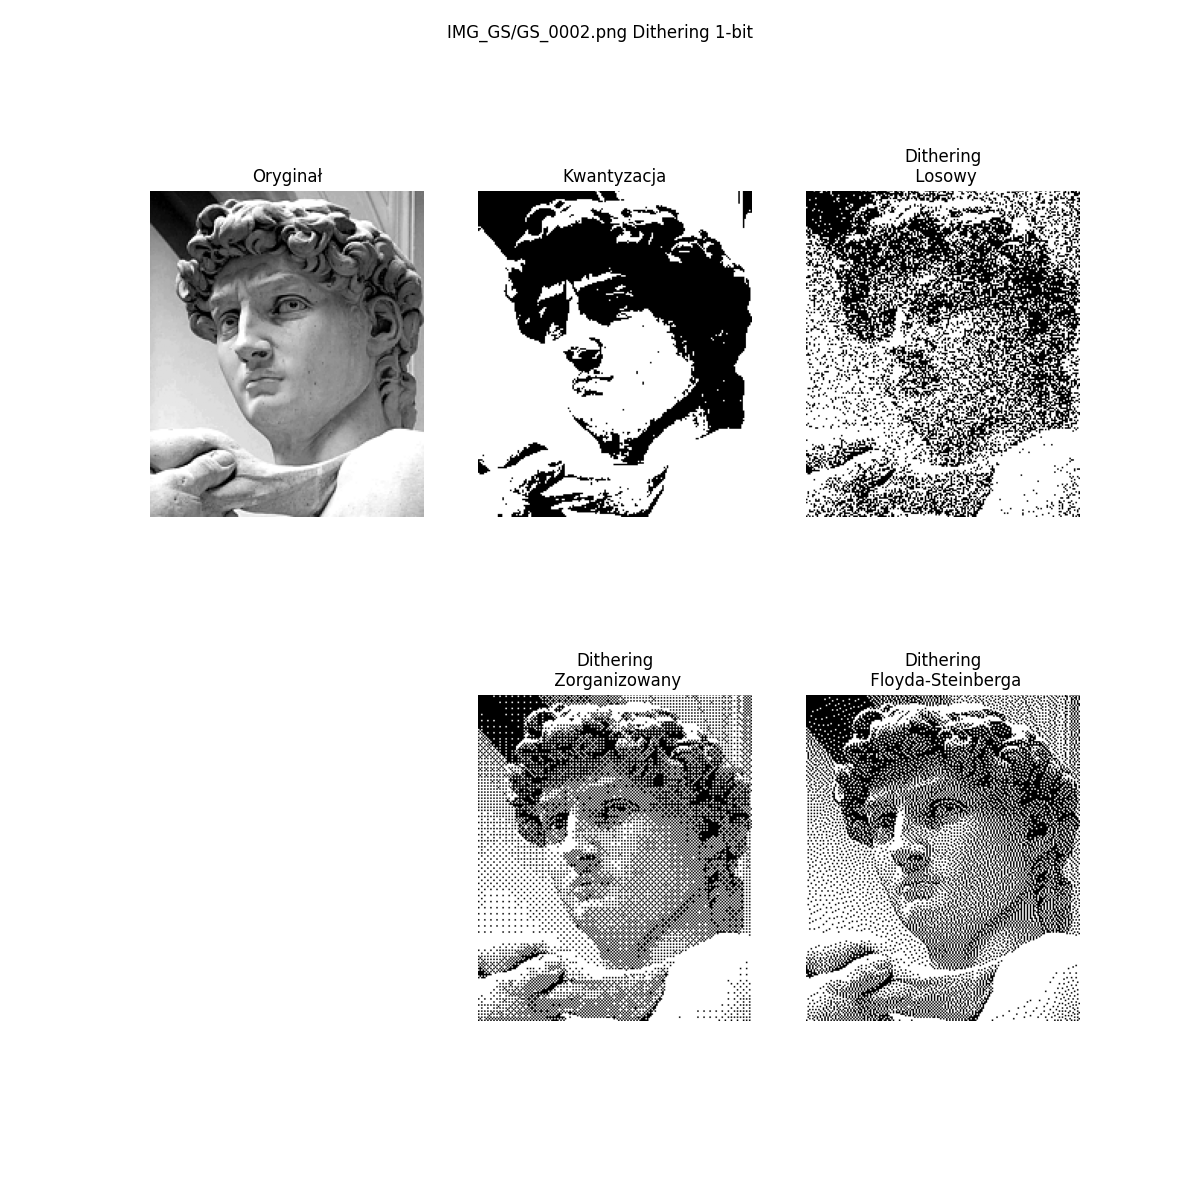 IMG_GS/GS_0002.png Dithering 1-bit
Oryginał
Kwantyzacja
Dithering
Losowy
Dithering
Zorganizowany
Dithering
Floyda-Steinberga